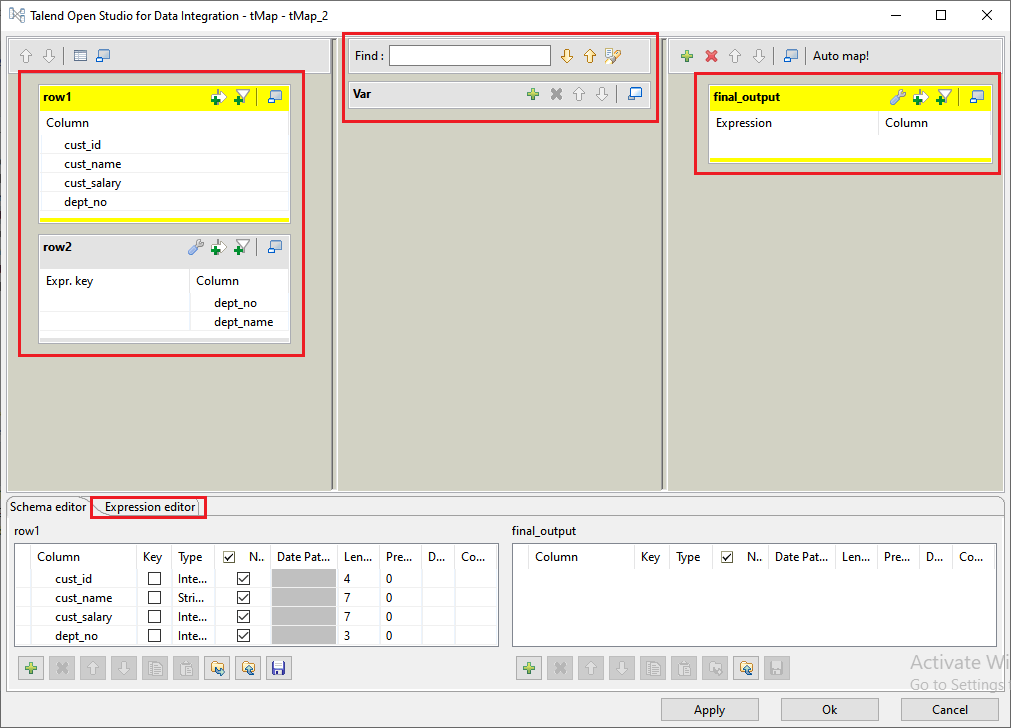 Talend Open Studio for Data Integration - tMap - tMap_2
Find :
Auto map!
row1
Column
cust_id
cust_name
cust_salary
dept_no
row2
Expr. key Column
dept_no
dept_name
Var
final_output
Expression Column
Schema editor Expression editor
row1
Column Key Type N.. Date Pat... Len... Pre... D... Co...
cust_id Inte... 4 0
cust_name Stri... 7 0
cust_salary Inte... 7 0
dept_no Inte... 3 0
final_output
Column Key Type N.. Date Pat... Len... Pre... D... Co...
Activate Wi
Go to Settings
Apply Ok Cancel